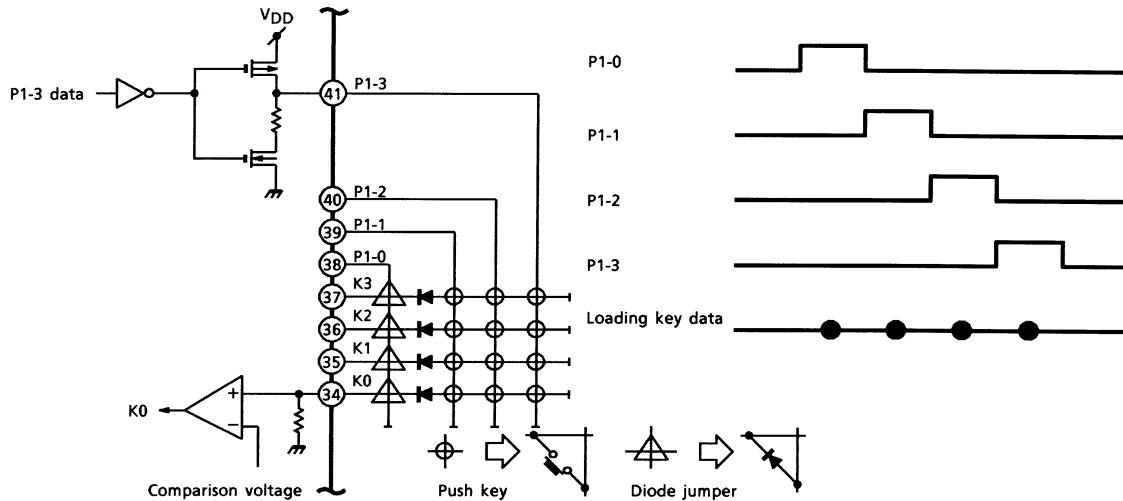 VDD
P1-3 data
41 P1-3
40 P1-2
39 P1-1
38 P1-0
37 K3
36 K2
35 K1
34 K0
+
−
K0
Comparison voltage
Push key
Diode jumper
P1-0
P1-1
P1-2
P1-3
Loading key data